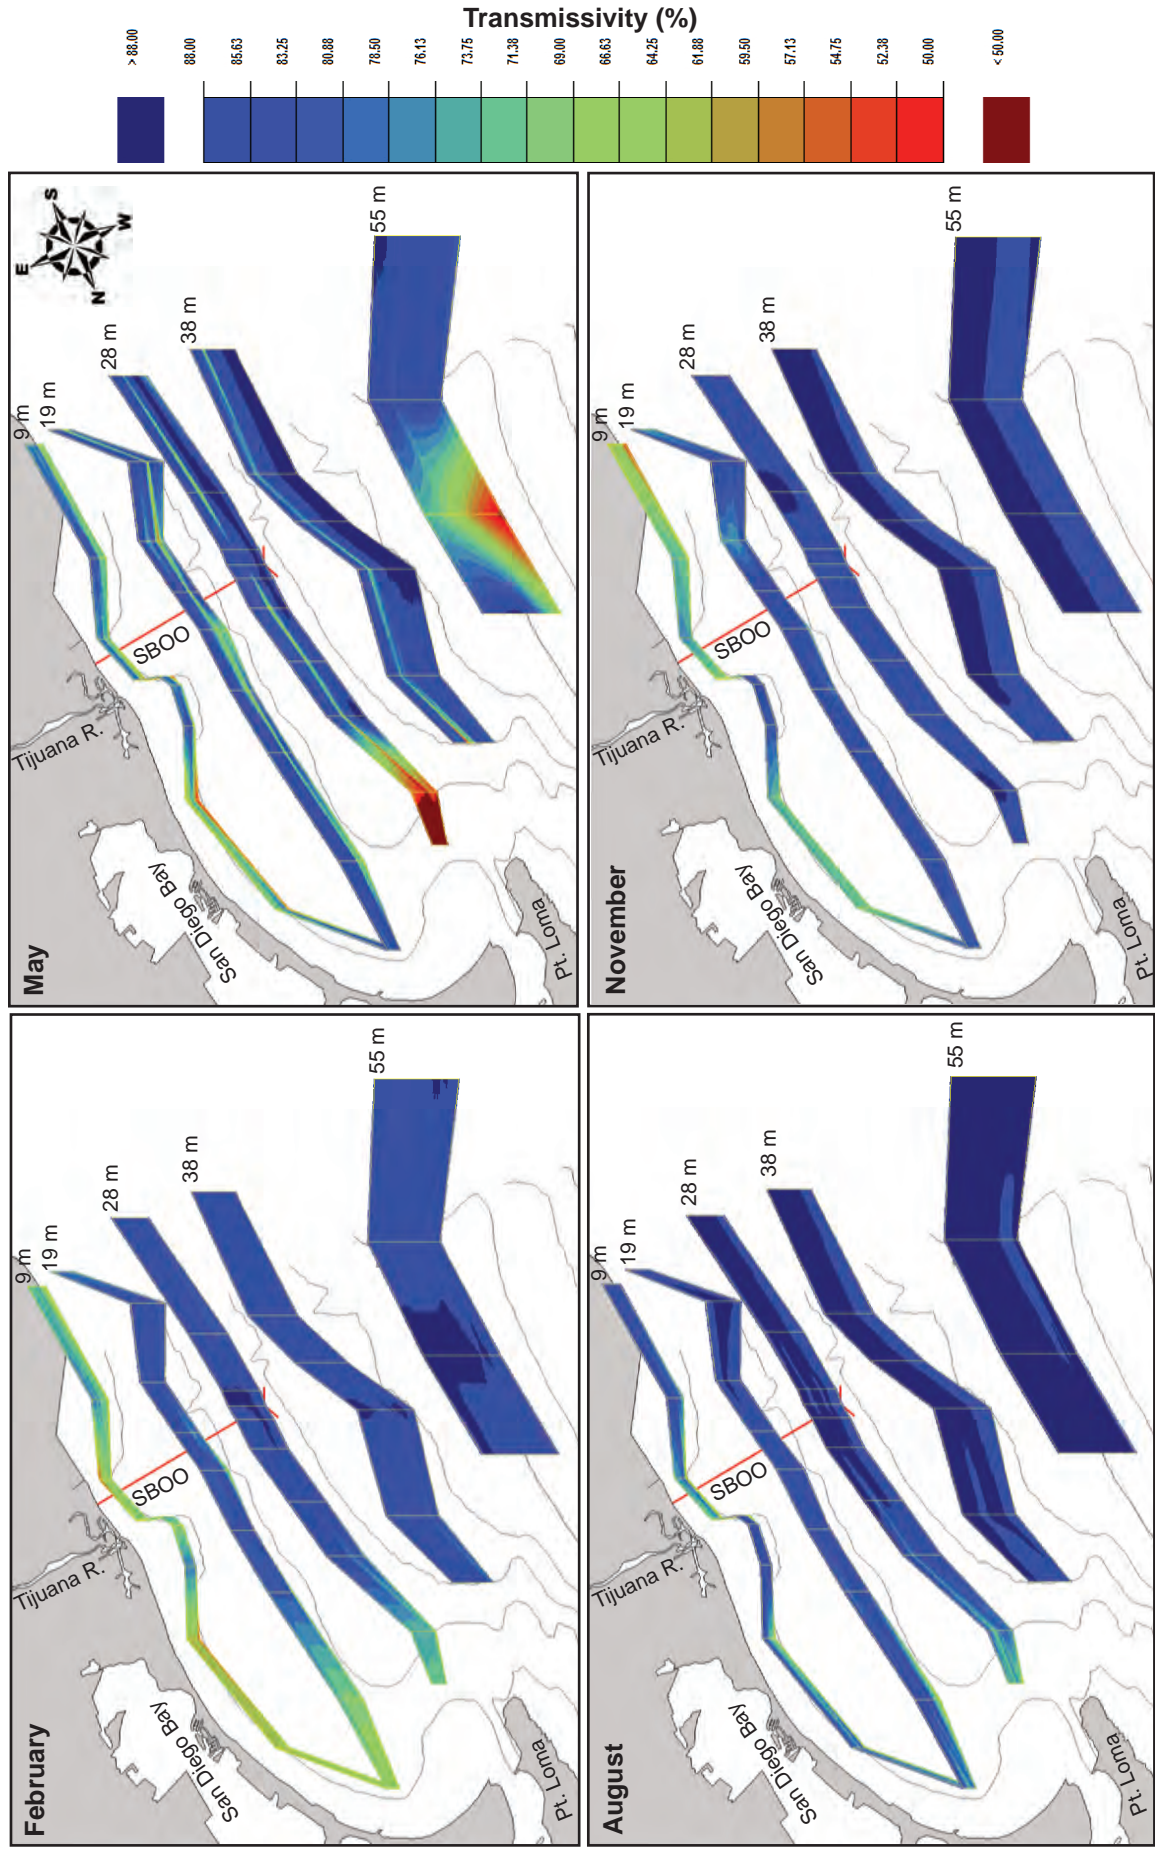 Transmissivity (%)
> 88.00
88.00
85.63
83.25
80.88
78.50
76.13
73.75
71.38
69.00
66.63
64.25
61.88
59.50
57.13
54.75
52.38
50.00
< 50.00
May
E
S
N
W
9 m
19 m
28 m
38 m
55 m
SBOO
Tijuana R.
San Diego Bay
Pt. Loma
November
9 m
19 m
28 m
38 m
55 m
SBOO
Tijuana R.
San Diego Bay
Pt. Loma
February
9 m
19 m
28 m
38 m
55 m
SBOO
Tijuana R.
San Diego Bay
Pt. Loma
August
9 m
19 m
28 m
38 m
55 m
SBOO
Tijuana R.
San Diego Bay
Pt. Loma